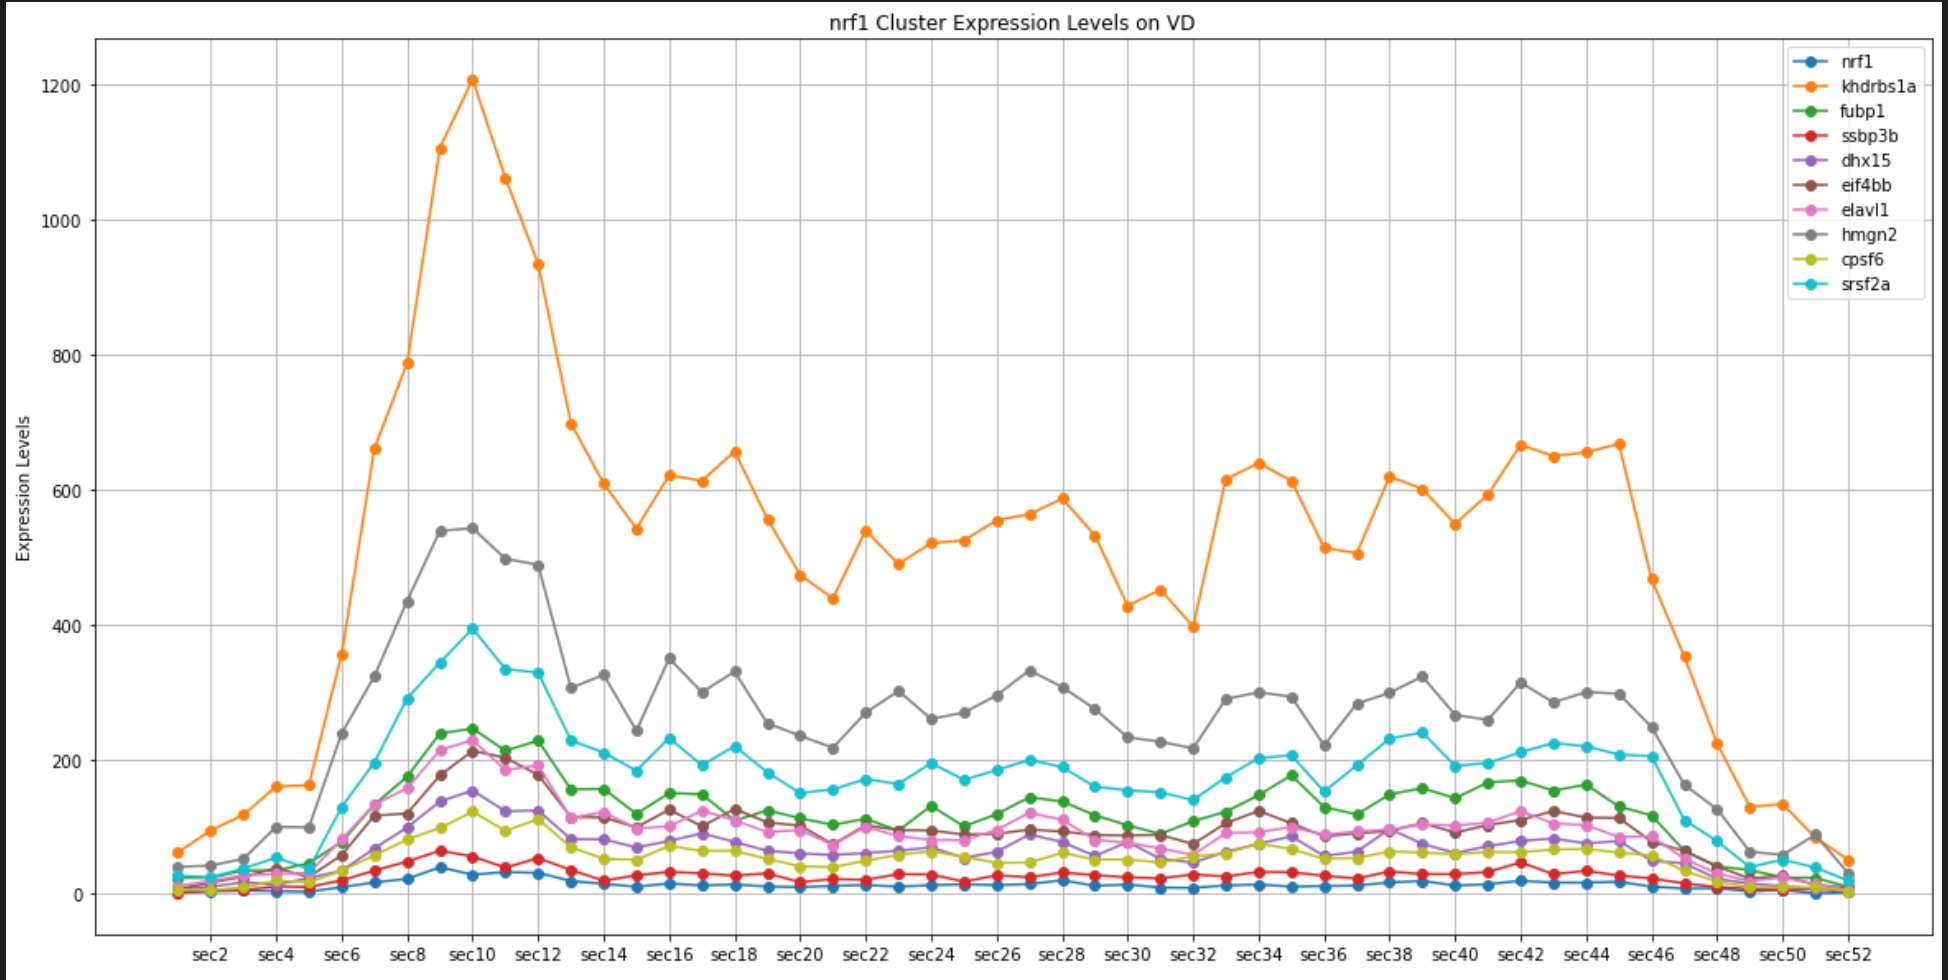 nrf1 Cluster Expression Levels on VD
Expression Levels
1200
1000
800
600
400
200
0
nrf1
khdrbs1a
fubp1
ssbp3b
dhx15
eif4bb
elavl1
hmgn2
cpsf6
srsf2a
sec2 sec4 sec6 sec8 sec10 sec12 sec14 sec16 sec18 sec20 sec22 sec24 sec26 sec28 sec30 sec32 sec34 sec36 sec38 sec40 sec42 sec44 sec46 sec48 sec50 sec52